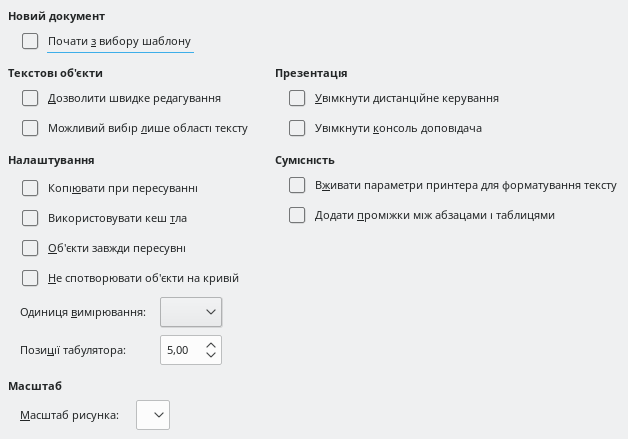 Новий документ
Почати з вибору шаблону
Текстові об'єкти
Дозволити швидке редагування
Можливий вибір лише області тексту
Налаштування
Копіювати при пересуванні
Використовувати кеш тла
Об'єкти завжди пересувні
Не спотворювати об'єкти на кривій
Одиниця вимірювання:
Позиції табулятора: 5,00
Масштаб
Масштаб рисунка:
Презентація
Увімкнути дистанційне керування
Увімкнути консоль доповідача
Сумісність
Вживати параметри принтера для форматування тексту
Додати проміжки між абзацами і таблицями